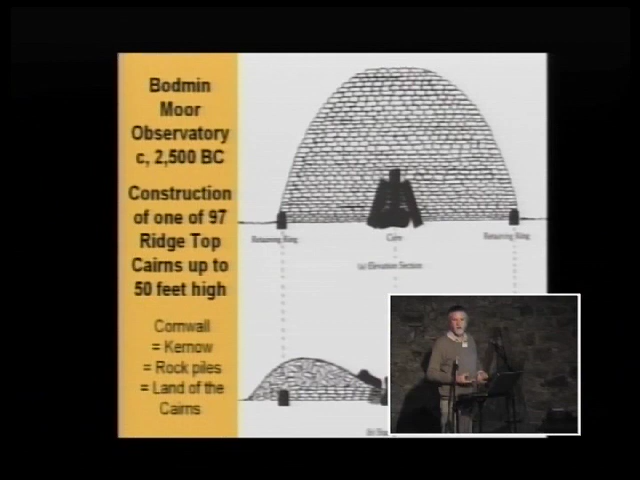 Bodmin
Moor
Observatory
c, 2,500 BC
Construction
of one of 97
Ridge Top
Cairns up to
50 feet high
Cornwall
= Kernow
= Rock piles
= Land of the
Cairns
Retaining Ring
Cairn
Retaining Ring
(a) Elevation Section